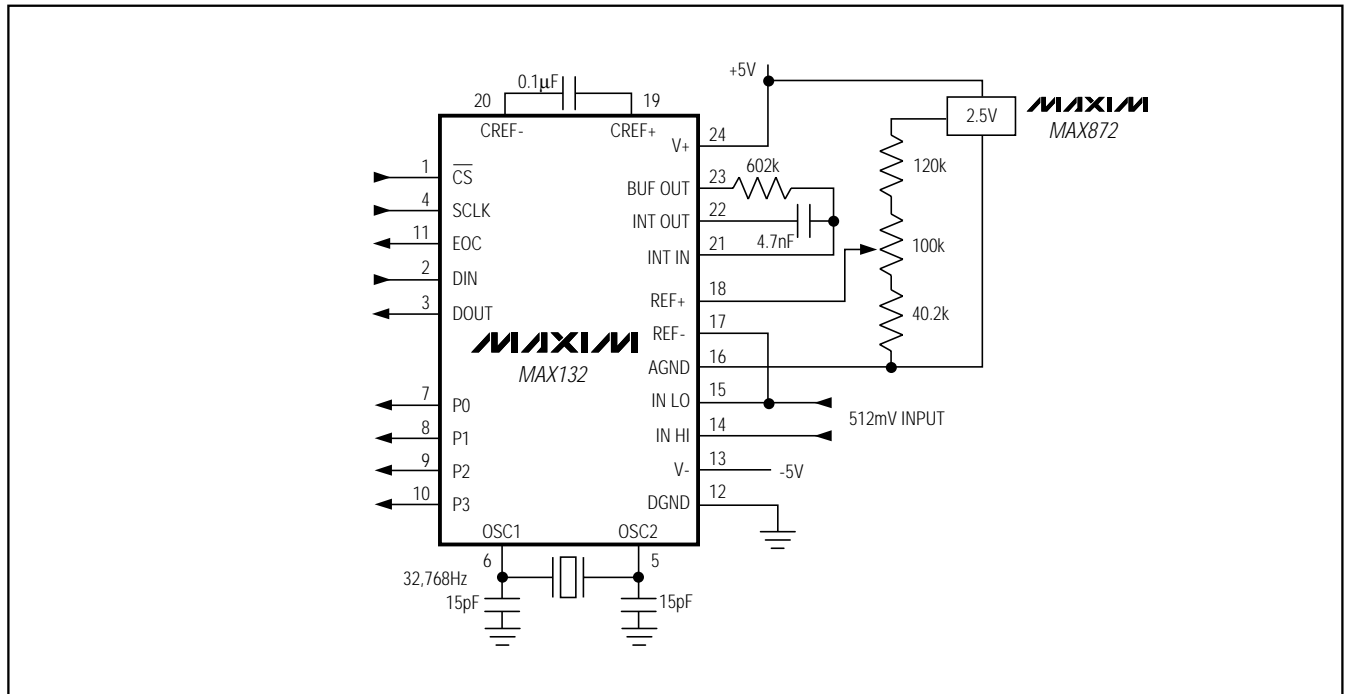 0.1µF
20
19
CREF-
CREF+
+5V
2.5V
MAXIM
MAX872
V+
24
1
CS
BUF OUT
23
602k
120k
4
SCLK
INT OUT
22
11
EOC
4.7nF
INT IN
21
100k
2
DIN
REF+
18
3
DOUT
40.2k
REF-
17
MAXIM
MAX132
AGND
16
7
P0
IN LO
15
512mV INPUT
8
P1
IN HI
14
9
P2
V-
13
-5V
10
P3
DGND
12
OSC1
OSC2
6
5
32,768Hz
15pF
15pF